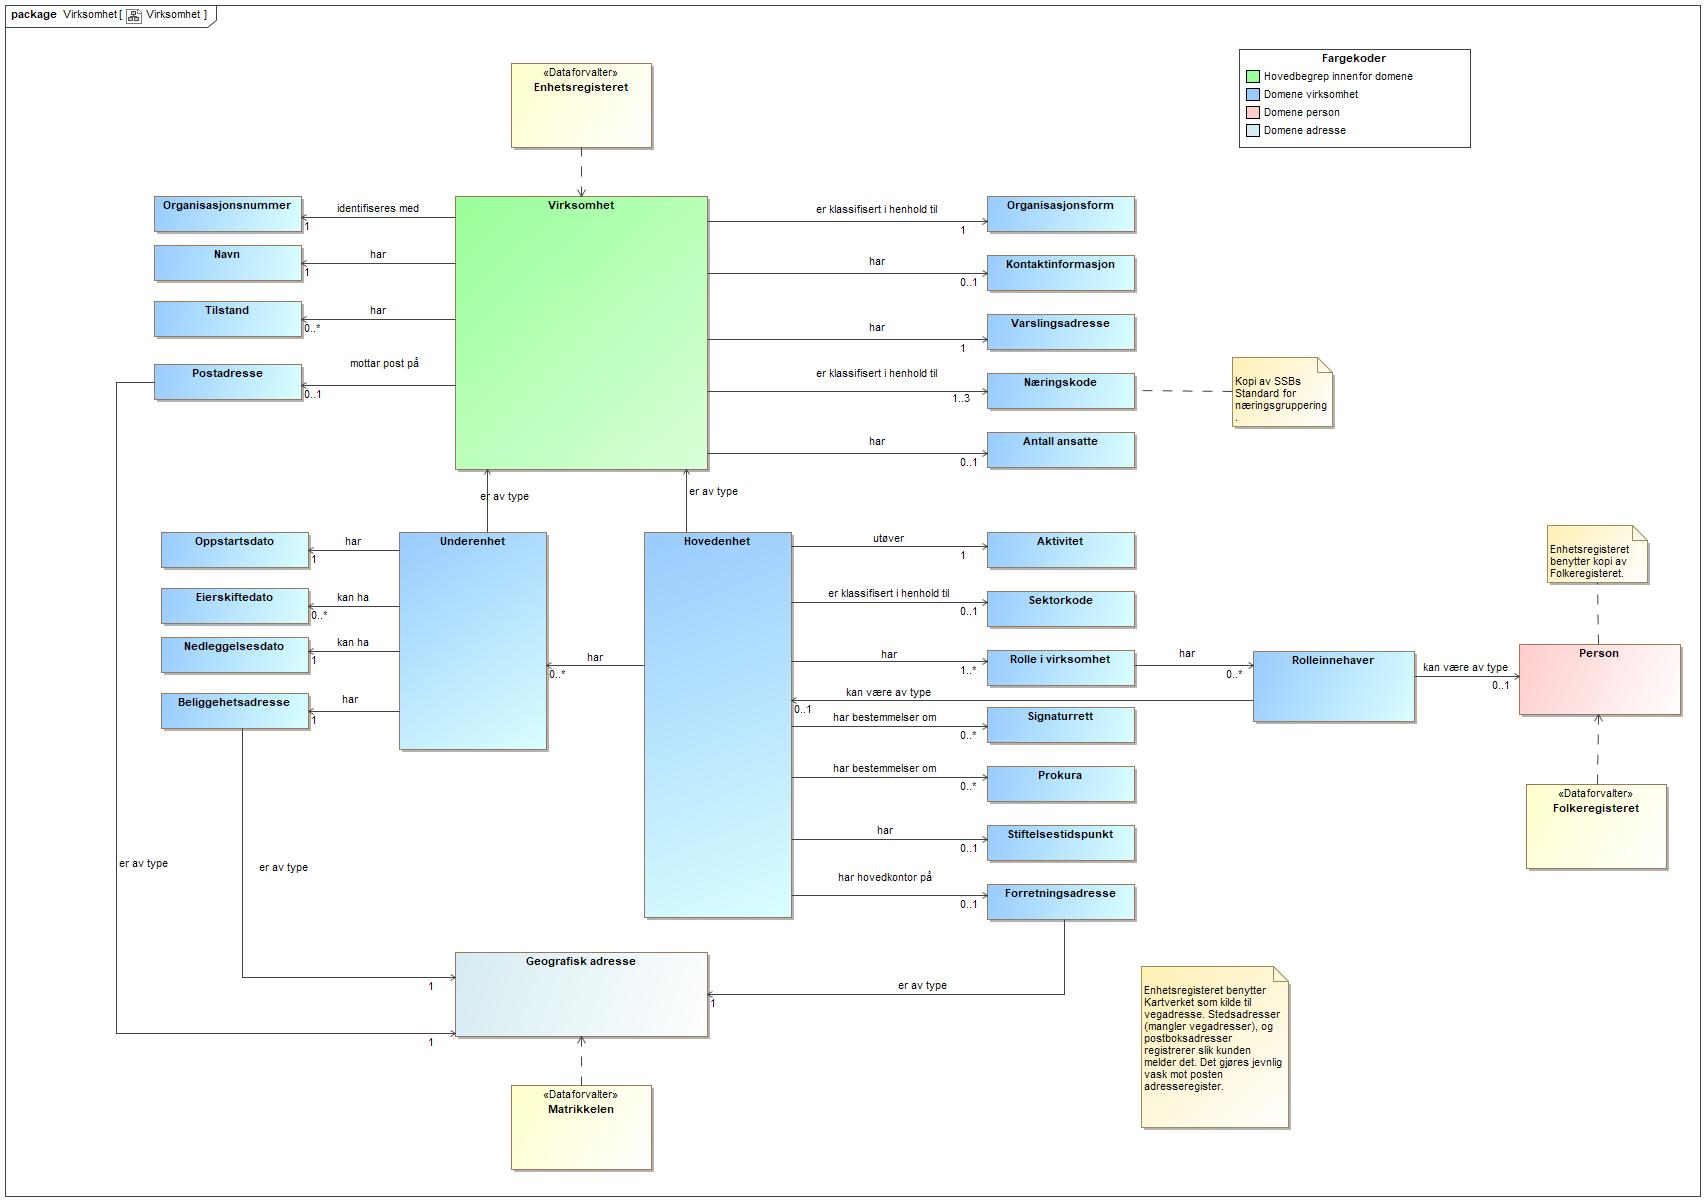 package Virksomhet [ Virksomhet ]
Fargekoder
Hovedbegrep innenfor domene
Domene virksomhet
Domene person
Domene adresse
«Dataforvalter»
Enhetsregisteret
Virksomhet
Organisasjonsnummer
identifiseres med
1
Navn
har
1
Tilstand
har
0..*
Postadresse
mottar post på
0..1
er klassifisert i henhold til
1
Organisasjonsform
har
0..1
Kontaktinformasjon
har
1
Varslingsadresse
er klassifisert i henhold til
1..3
Næringskode
Kopi av SSBs
Standard for
næringsgruppering
.
har
0..1
Antall ansatte
er av type
er av type
Underenhet
Oppstartsdato
har
1
Eierskiftedato
kan ha
0..*
Nedleggelsesdato
kan ha
1
Beliggehetsadresse
har
1
Hovedenhet
har
0..*
utøver
1
Aktivitet
er klassifisert i henhold til
0..1
Sektorkode
har
1..*
Rolle i virksomhet
har
0..*
Rolleinnehaver
kan være av type
0..1
Person
Enhetsregisteret
benytter kopi av
Folkeregisteret.
«Dataforvalter»
Folkeregisteret
kan være av type
0..1
har bestemmelser om
0..*
Signaturrett
har bestemmelser om
0..*
Prokura
har
0..1
Stiftelsestidspunkt
har hovedkontor på
0..1
Forretningsadresse
er av type
er av type
1
1
Geografisk adresse
er av type
1
«Dataforvalter»
Matrikkelen
Enhetsregisteret benytter
Kartverket som kilde til
vegadresse. Stedsadresser
(mangler vegadresser), og
postboksadresser
registrerer slik kunden
melder det. Det gjøres jevnlig
vask mot posten
adresseregister.